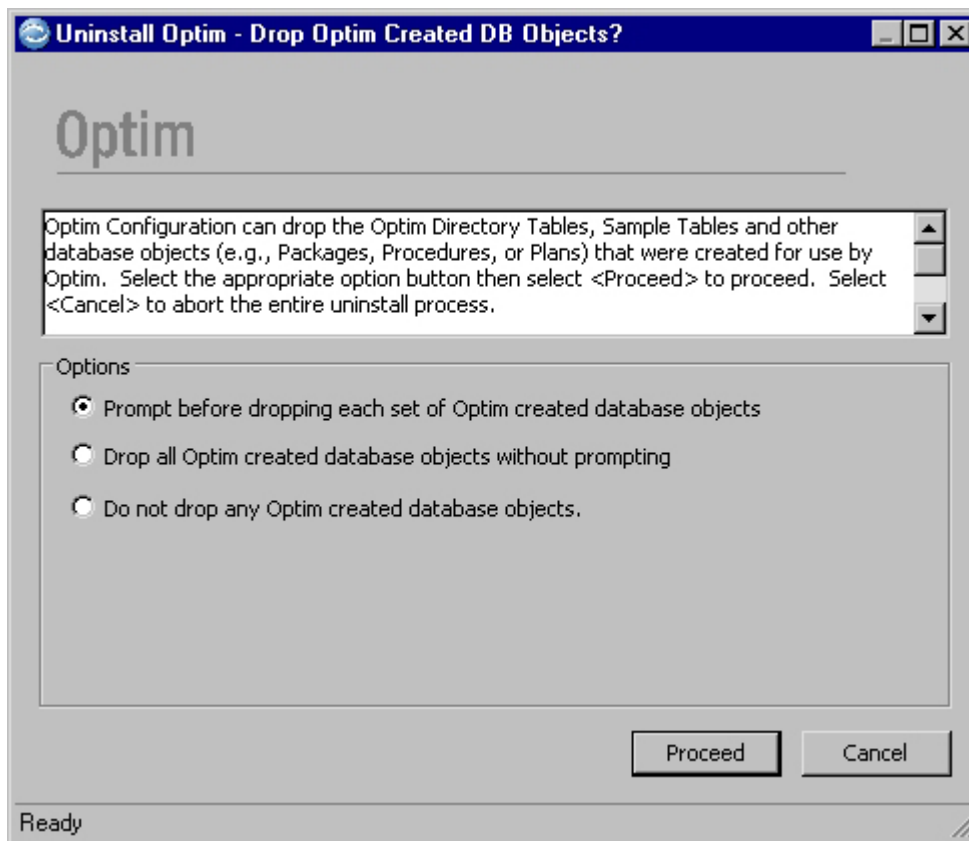 Uninstall Optim - Drop Optim Created DB Objects?
Optim
Optim Configuration can drop the Optim Directory Tables, Sample Tables and other
database objects (e.g., Packages, Procedures, or Plans) that were created for use by
Optim.  Select the appropriate option button then select <Proceed> to proceed.  Select
<Cancel> to abort the entire uninstall process.
Options
Prompt before dropping each set of Optim created database objects
Drop all Optim created database objects without prompting
Do not drop any Optim created database objects.
Proceed
Cancel
Ready